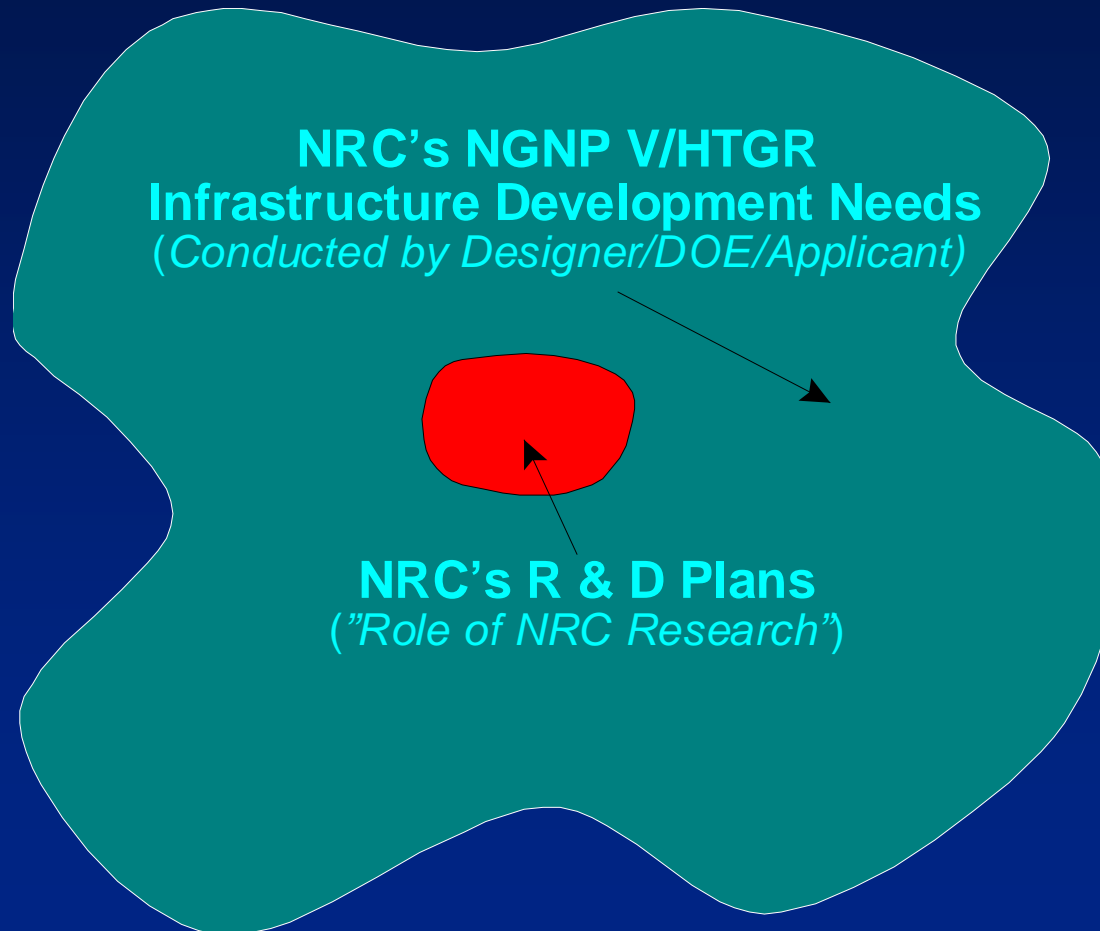 NRC’s NGNP V/HTGR
Infrastructure Development Needs
(Conducted by Designer/DOE/Applicant)
NRC’s R & D Plans
(”Role of NRC Research”)